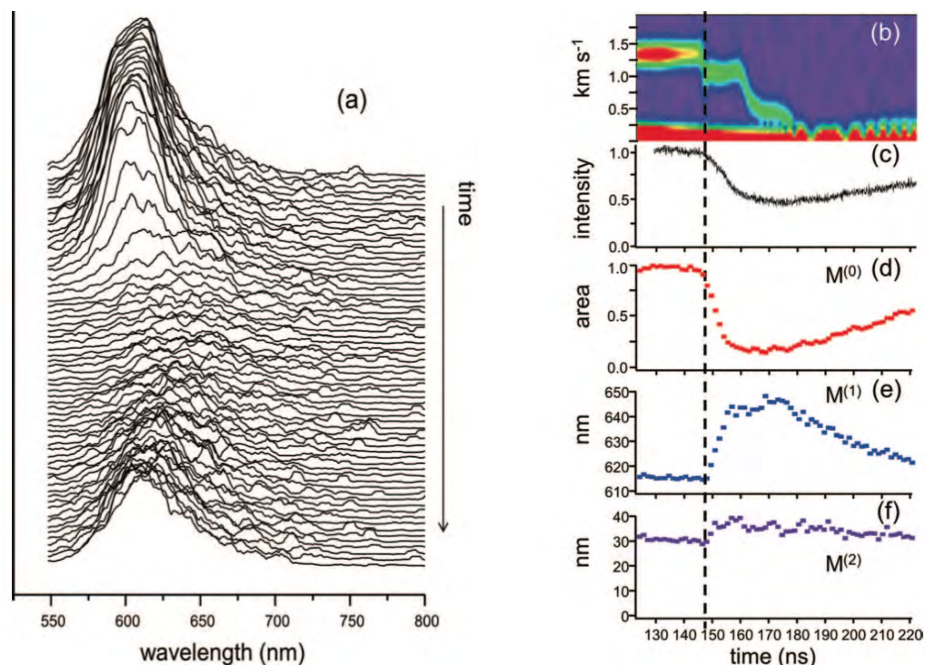 (a)
time
550 600 650 700 750 800
wavelength (nm)
(b)
km s⁻¹
1.5
1.0
0.5
(c)
intensity
1.0
0.5
0.0
M⁽⁰⁾ (d)
area
1.0
0.5
0.0
M⁽¹⁾ (e)
nm
650
640
630
620
610
(f)
nm
40
30
20
10
0
M⁽²⁾
130 140 150 160 170 180 190 200 210 220
time (ns)